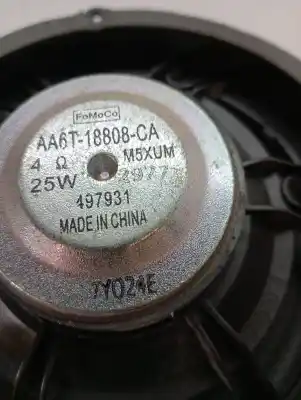 FoMoCo
AA6T-18808-CA
4 Ω M5XUM
25W
497931
MADE IN CHINA
7Y024E